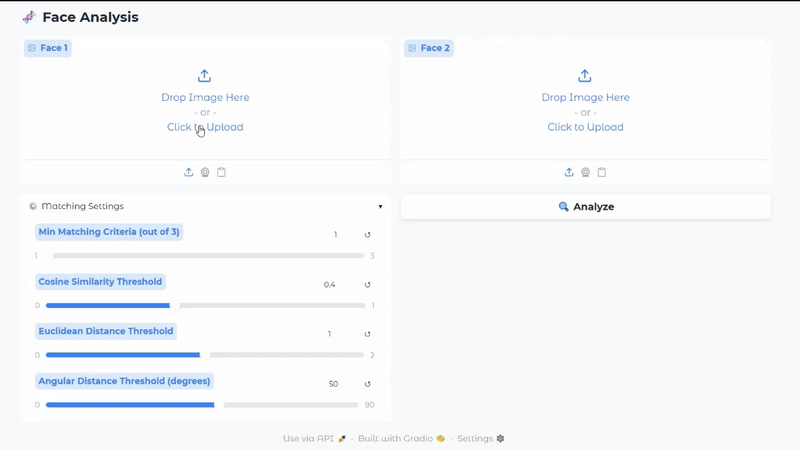 Face Analysis
Face 1
Drop Image Here
- or -
Click to Upload
Face 2
Drop Image Here
- or -
Click to Upload
Matching Settings
Analyze
Min Matching Criteria (out of 3)
1
1
3
Cosine Similarity Threshold
0.4
0
1
Euclidean Distance Threshold
1
0
2
Angular Distance Threshold (degrees)
50
0
90
Use via API · Built with Gradio · Settings